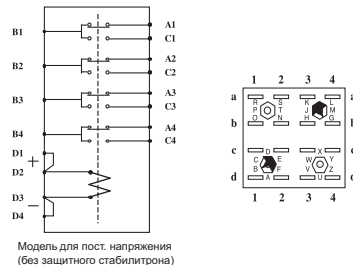 A1
B1
C1
A2
B2
C2
A3
B3
C3
A4
B4
C4
D1
+
D2
D3
–
D4
Модель для пост. напряжения
(без защитного стабилитрона)
1 2 3 4
a a
R S K L
P T J M
O N H G
b b
c c
D X
C E W Y
B F V Z
A U
d d
1 2 3 4